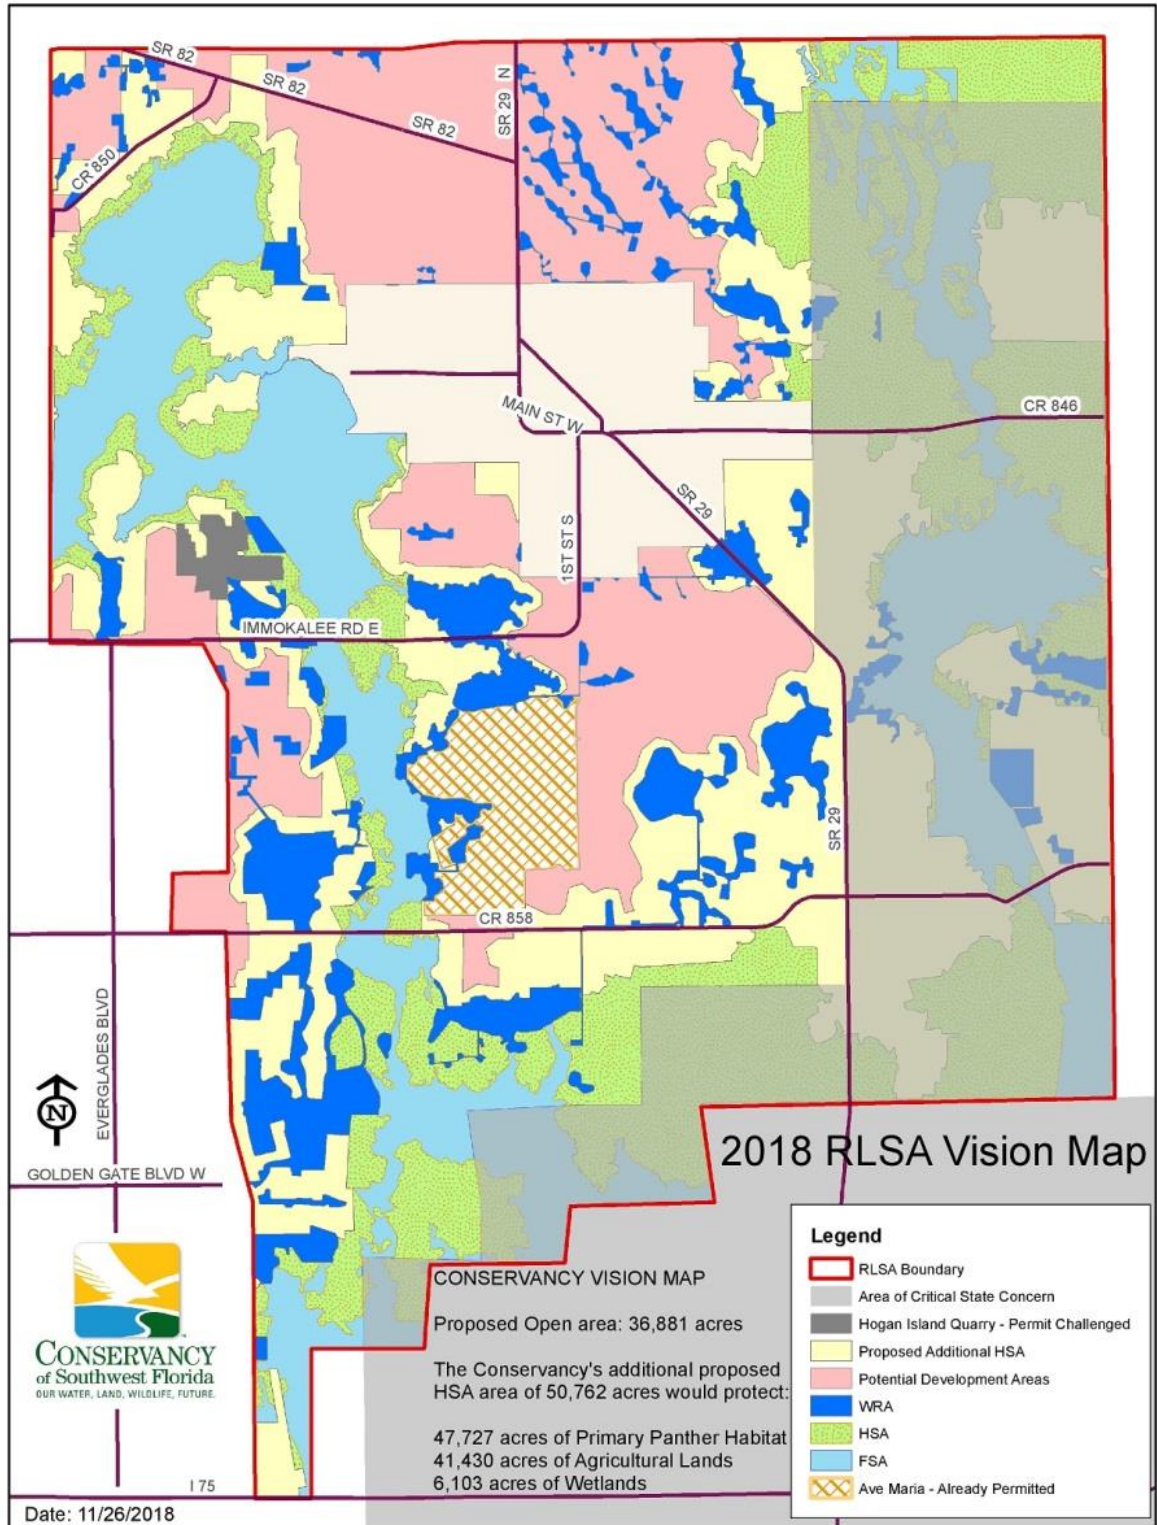 SR 82
SR 82
SR 82
SR 29 N
CR 850
MAIN ST W
CR 846
SR 29
1ST ST S
IMMOKALEE RD E
SR 29
CR 858
EVERGLADES BLVD
N
GOLDEN GATE BLVD W
2018 RLSA Vision Map
CONSERVANCY
of Southwest Florida
OUR WATER, LAND, WILDLIFE, FUTURE.
CONSERVANCY VISION MAP
Proposed Open area: 36,881 acres
The Conservancy's additional proposed
HSA area of 50,762 acres would protect:
47,727 acres of Primary Panther Habitat
41,430 acres of Agricultural Lands
6,103 acres of Wetlands
Legend
RLSA Boundary
Area of Critical State Concern
Hogan Island Quarry - Permit Challenged
Proposed Additional HSA
Potential Development Areas
WRA
HSA
FSA
Ave Maria - Already Permitted
I 75
Date: 11/26/2018